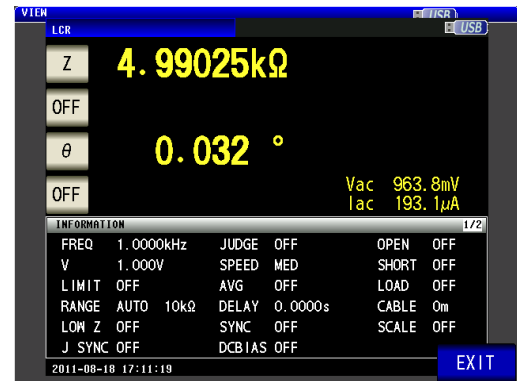 VIEW USB
LCR USB
Z 4.99025kΩ
OFF
θ 0.032 °
OFF
Vac 963.8mV
Iac 193.1μA
INFORMATION 1/2
FREQ 1.0000kHz JUDGE OFF OPEN OFF
V 1.000V SPEED MED SHORT OFF
LIMIT OFF AVG OFF LOAD OFF
RANGE AUTO 10kΩ DELAY 0.0000s CABLE 0m
LOW Z OFF SYNC OFF SCALE OFF
J SYNC OFF DCBIAS OFF
2011-08-18 17:11:19
EXIT